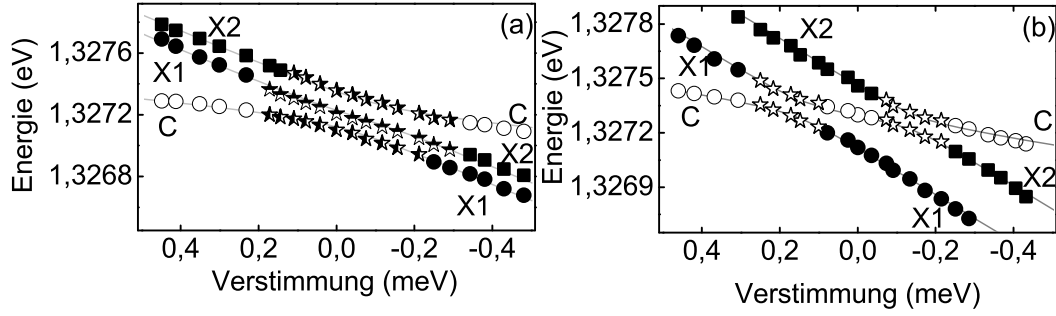 (a)
Energie (eV)
1,3276
1,3272
1,3268
X2
X1
C
C
X2
X1
0,4 0,2 0,0 -0,2 -0,4
Verstimmung (meV)
(b)
Energie (eV)
1,3278
1,3275
1,3272
1,3269
X2
X1
C
C
X2
X1
0,4 0,2 0,0 -0,2 -0,4
Verstimmung (meV)